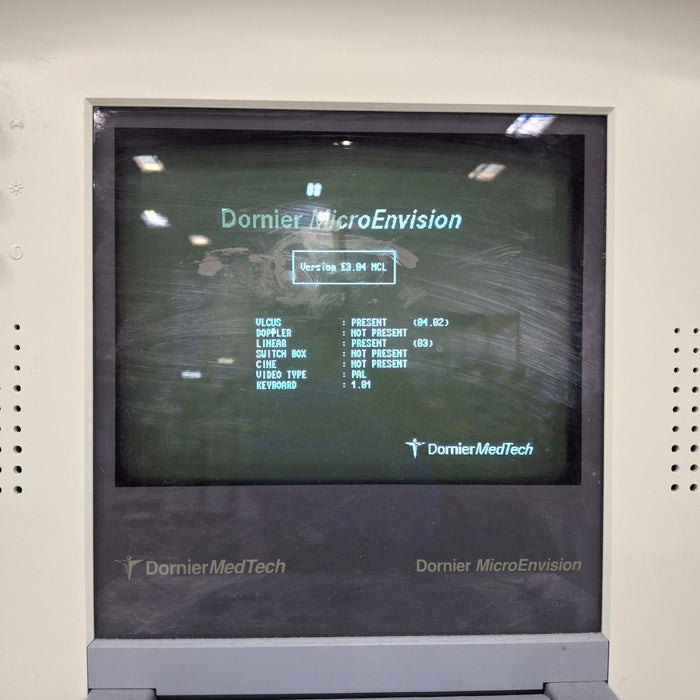 Dornier MicroEnvision
Version E3.04 MCL
VLCUS : PRESENT (04.02)
DOPPLER : NOT PRESENT
LINEAR : PRESENT (03)
SWITCH BOX : NOT PRESENT
CINE : NOT PRESENT
VIDEO TYPE : PAL
KEYBOARD : 1.01
DornierMedTech
DornierMedTech Dornier MicroEnvision